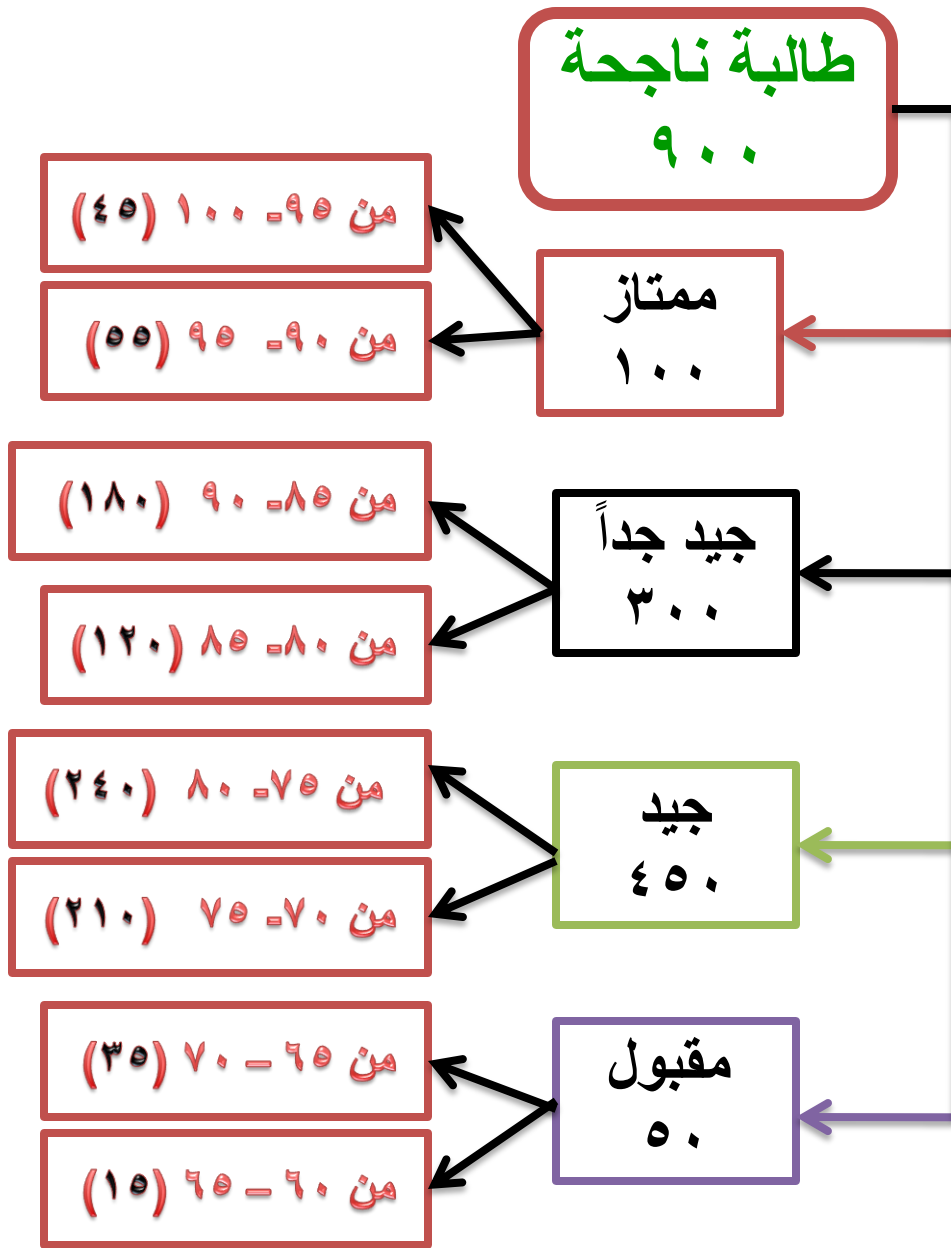 طالبة ناجحة
٩٠٠
ممتاز
١٠٠
من ٩٥- ١٠٠ (٤٥)
من ٩٠- ٩٥ (٥٥)
جيد جداً
٣٠٠
من ٨٥- ٩٠ (١٨٠)
من ٨٠- ٨٥ (١٢٠)
جيد
٤٥٠
من ٧٥- ٨٠ (٢٤٠)
من ٧٠- ٧٥ (٢١٠)
مقبول
٥٠
من ٦٥ – ٧٠ (٣٥)
من ٦٠ – ٦٥ (١٥)